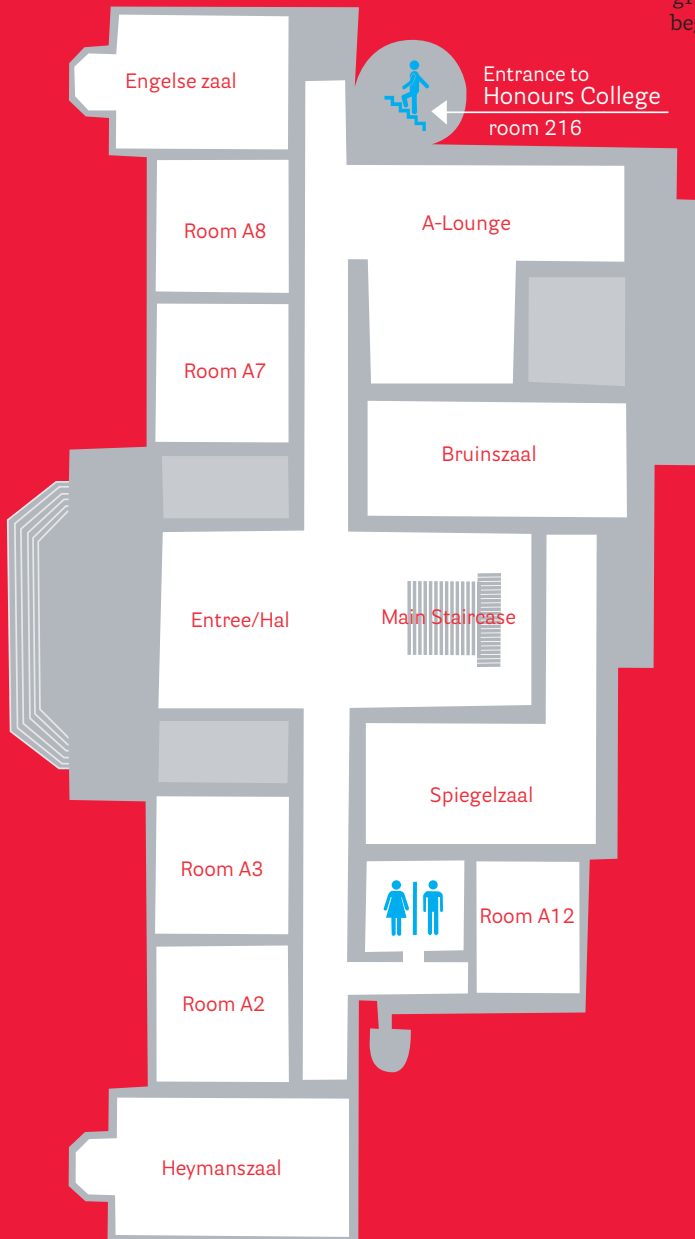 Engelse zaal
Entrance to
Honours College
room 216
Room A8
A-Lounge
Room A7
Bruinszaal
Entree/Hal
Main Staircase
Spiegelzaal
Room A3
Room A12
Room A2
Heymanszaal